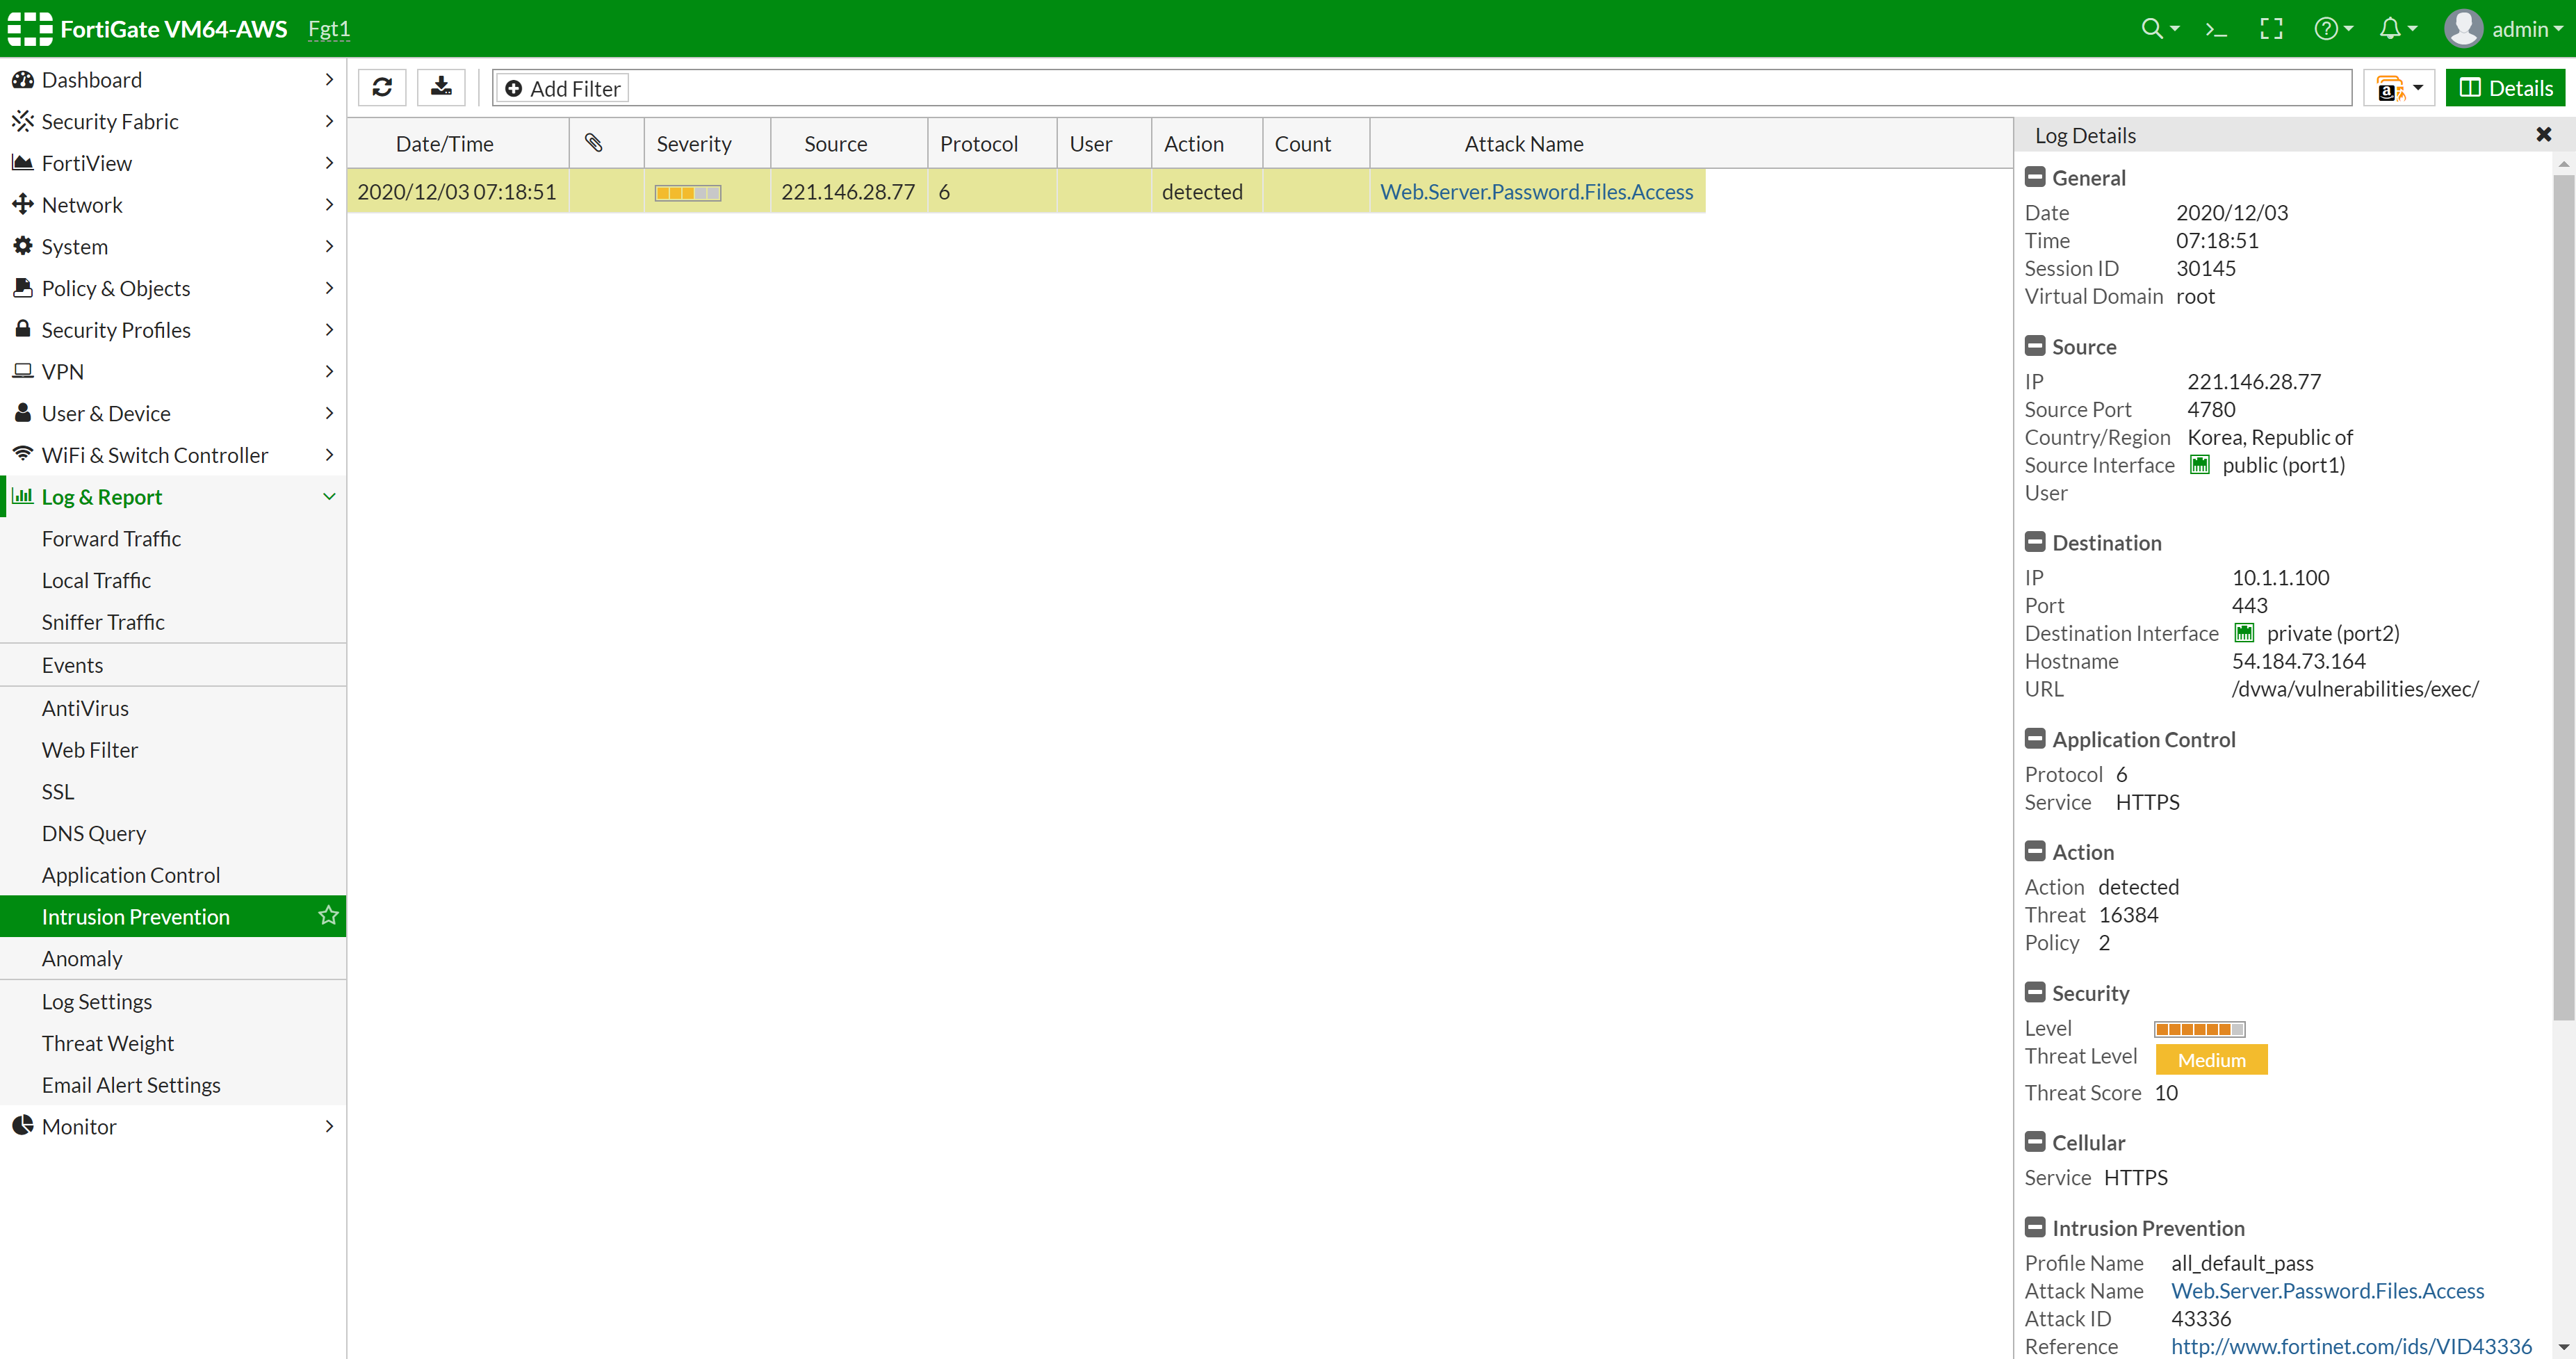 FortiGate VM64-AWS Fgt1
admin
Dashboard
Security Fabric
FortiView
Network
System
Policy & Objects
Security Profiles
VPN
User & Device
WiFi & Switch Controller
Log & Report
Forward Traffic
Local Traffic
Sniffer Traffic
Events
AntiVirus
Web Filter
SSL
DNS Query
Application Control
Intrusion Prevention
Anomaly
Log Settings
Threat Weight
Email Alert Settings
Monitor
Add Filter
Details
Date/Time Severity Source Protocol User Action Count Attack Name
2020/12/03 07:18:51 221.146.28.77 6 detected Web.Server.Password.Files.Access
Log Details
General
Date 2020/12/03
Time 07:18:51
Session ID 30145
Virtual Domain root
Source
IP 221.146.28.77
Source Port 4780
Country/Region Korea, Republic of
Source Interface public (port1)
User
Destination
IP 10.1.1.100
Port 443
Destination Interface private (port2)
Hostname 54.184.73.164
URL /dvwa/vulnerabilities/exec/
Application Control
Protocol 6
Service HTTPS
Action
Action detected
Threat 16384
Policy 2
Security
Level
Threat Level Medium
Threat Score 10
Cellular
Service HTTPS
Intrusion Prevention
Profile Name all_default_pass
Attack Name Web.Server.Password.Files.Access
Attack ID 43336
Reference http://www.fortinet.com/ids/VID43336